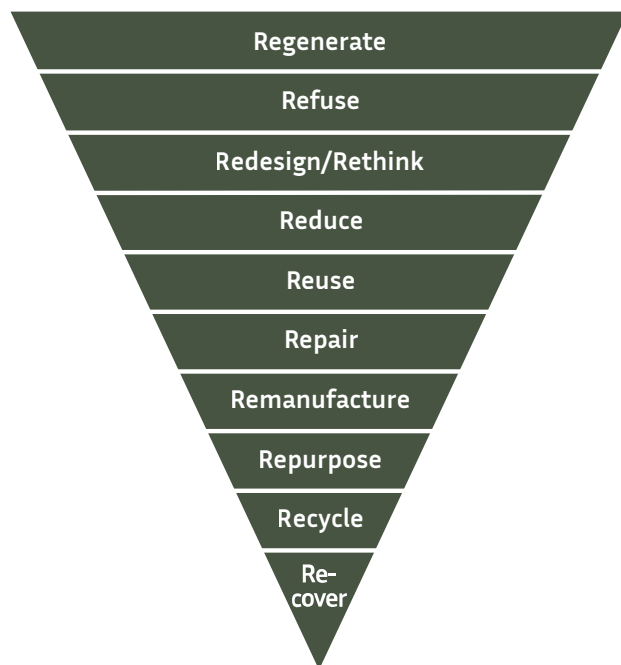 Regenerate
Refuse
Redesign/Rethink
Reduce
Reuse
Repair
Remanufacture
Repurpose
Recycle
Re-
cover